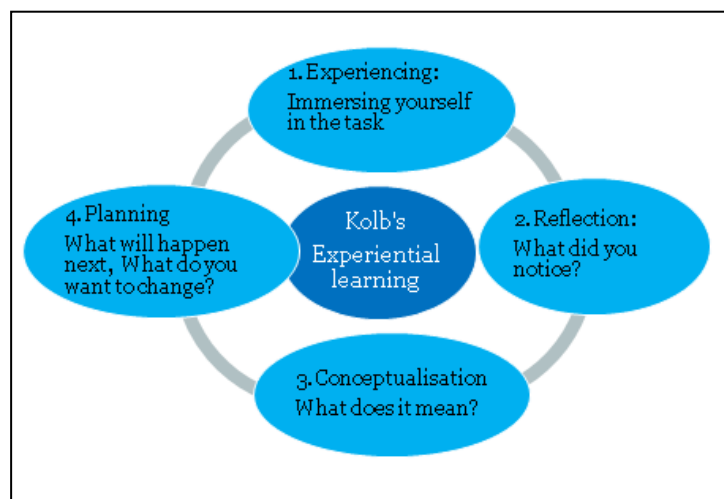 1. Experiencing:
Immersing yourself
in the task
2. Reflection:
What did you
notice?
3. Conceptualisation
What does it mean?
4. Planning
What will happen
next, What do you
want to change?
Kolb's
Experiential
learning